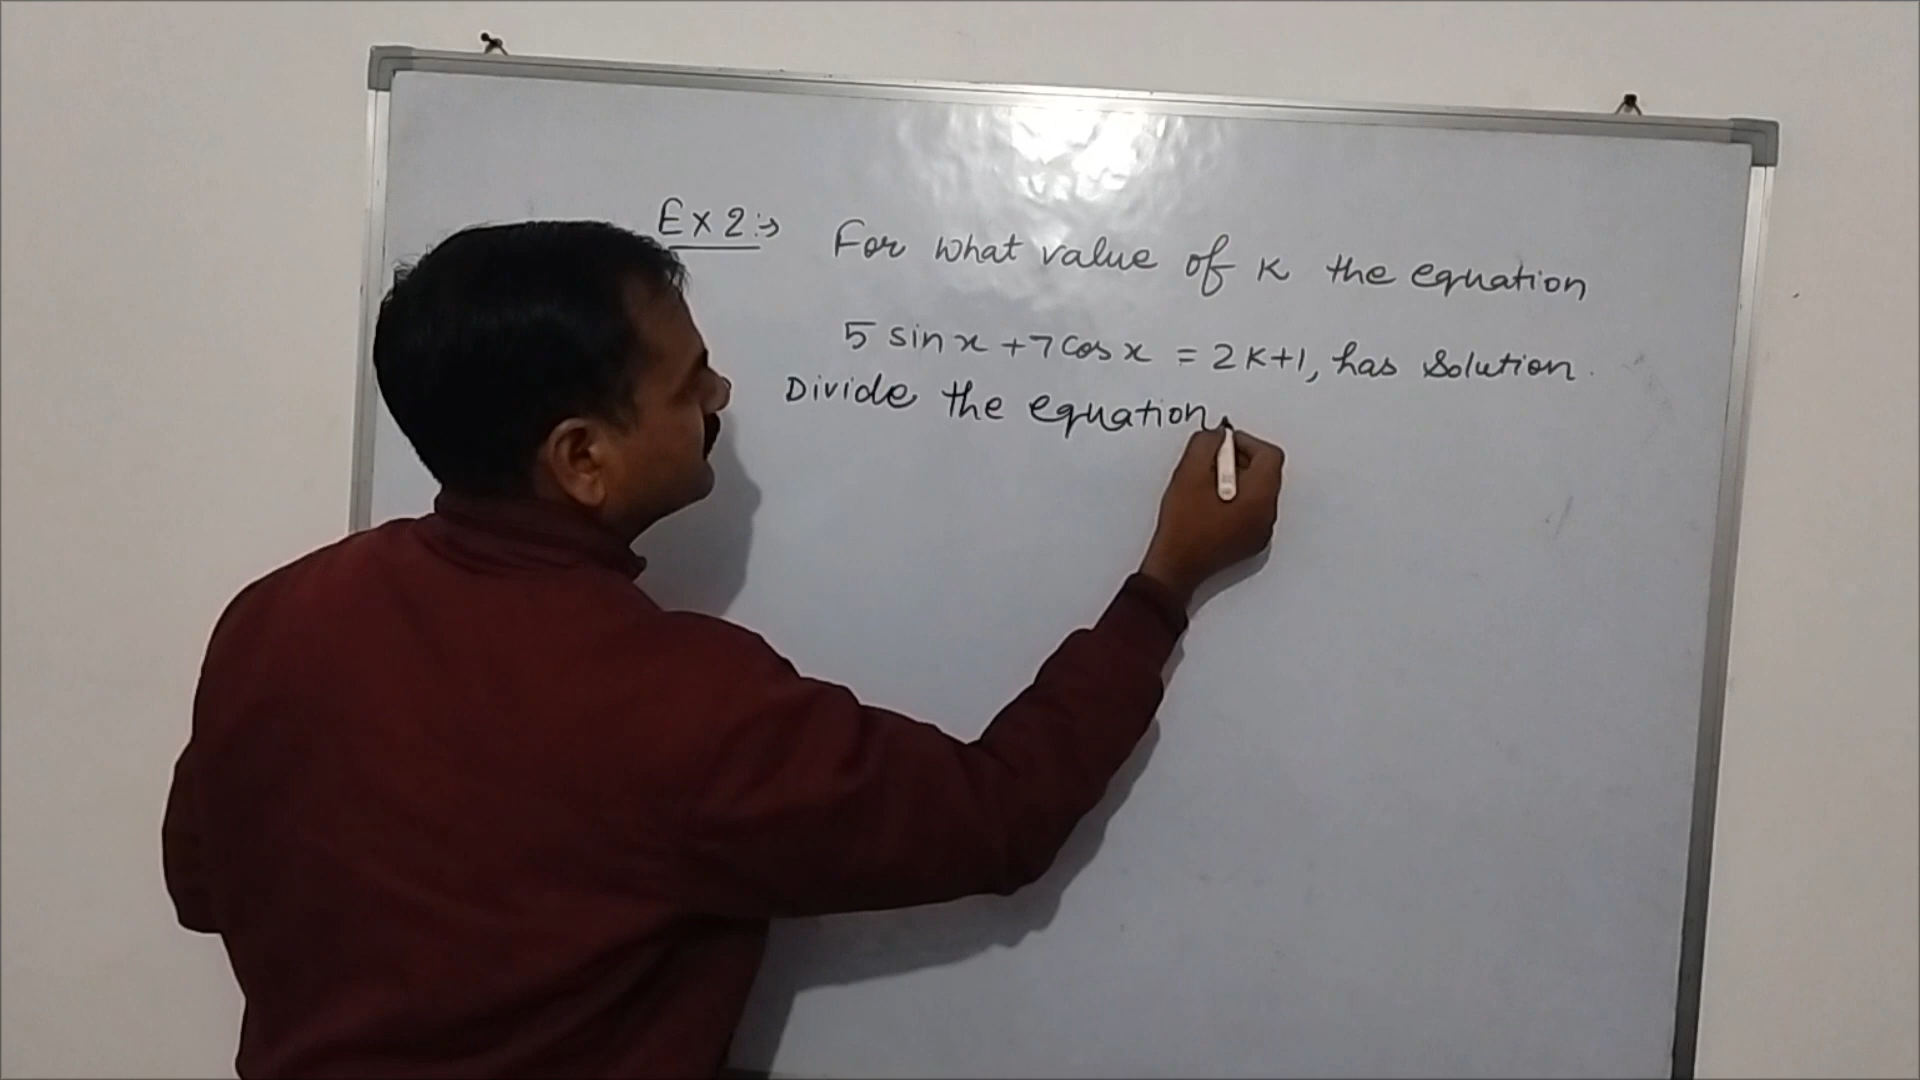 Ex 2:→ For what value of K the equation
5 sin x + 7 cos x = 2K+1, has solution.
Divide the equation